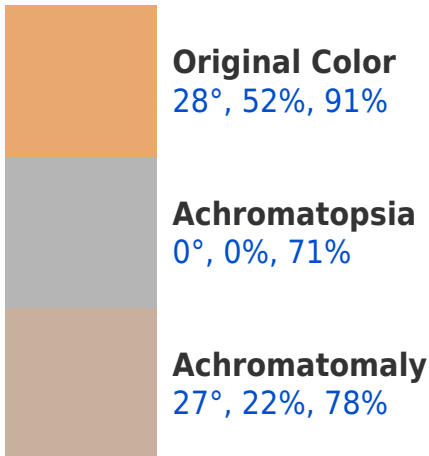 Original Color
28°, 52%, 91%
Achromatopsia
0°, 0%, 71%
Achromatomaly
27°, 22%, 78%